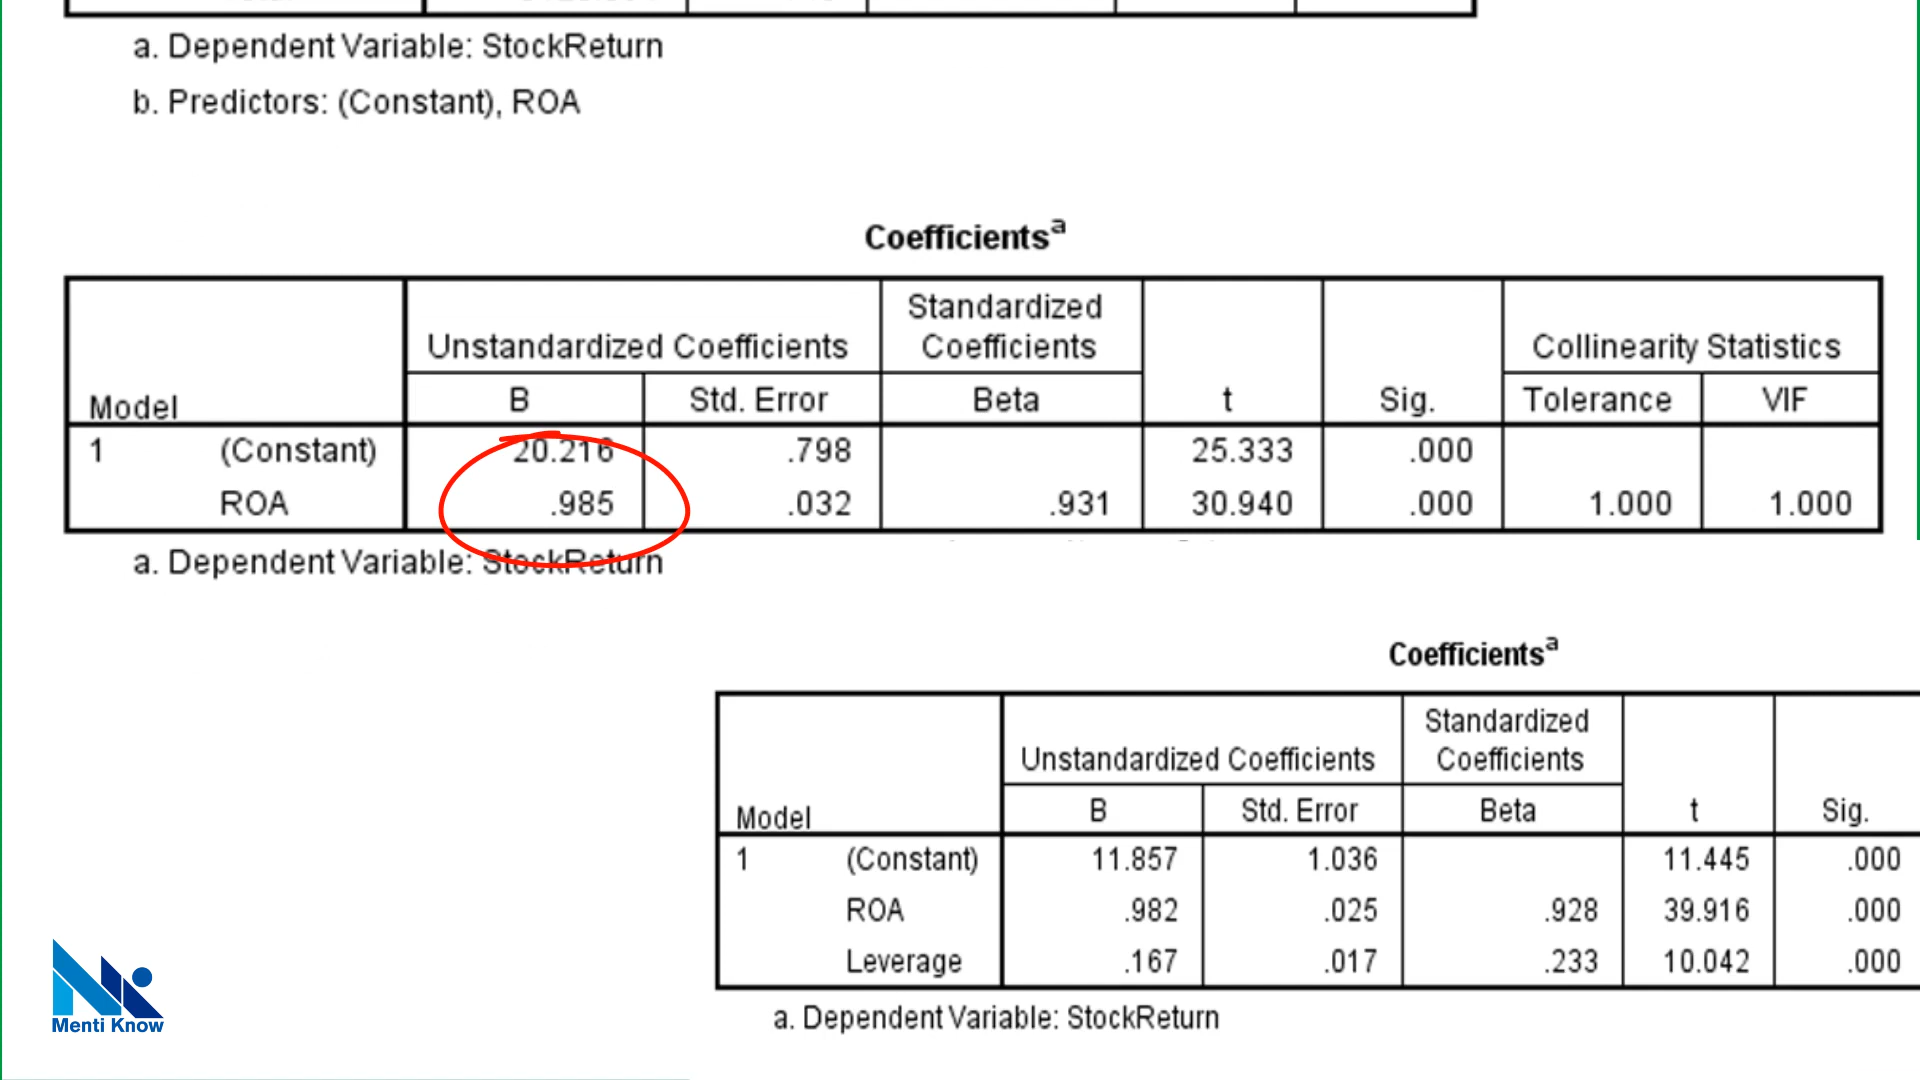 a. Dependent Variable: StockReturn
b. Predictors: (Constant), ROA
Coefficients a
Model Unstandardized Coefficients Standardized Coefficients t Sig. Collinearity Statistics
B Std. Error Beta Tolerance VIF
1 (Constant) 20.216 .798 25.333 .000
ROA .985 .032 .931 30.940 .000 1.000 1.000
a. Dependent Variable: StockReturn
Coefficients a
Model Unstandardized Coefficients Standardized Coefficients t Sig.
B Std. Error Beta
1 (Constant) 11.857 1.036 11.445 .000
ROA .982 .025 .928 39.916 .000
Leverage .167 .017 .233 10.042 .000
a. Dependent Variable: StockReturn
Menti Know